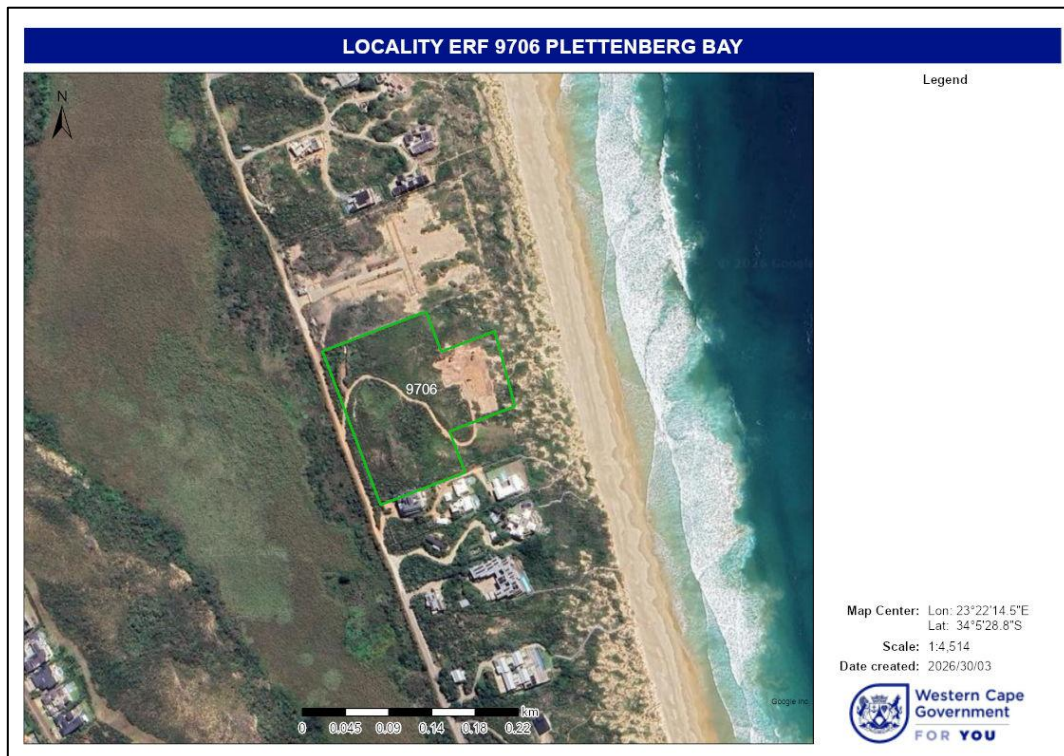 LOCALITY ERF 9706 PLETTENBERG BAY
Legend
N
9706
Map Center: Lon: 23°22'14.5"E
Lat: 34°5'28.8"S
Scale: 1:4,514
Date created: 2026/30/03
km
0 0.045 0.09 0.14 0.18 0.22
Google Inc.
Western Cape
Government
FOR YOU